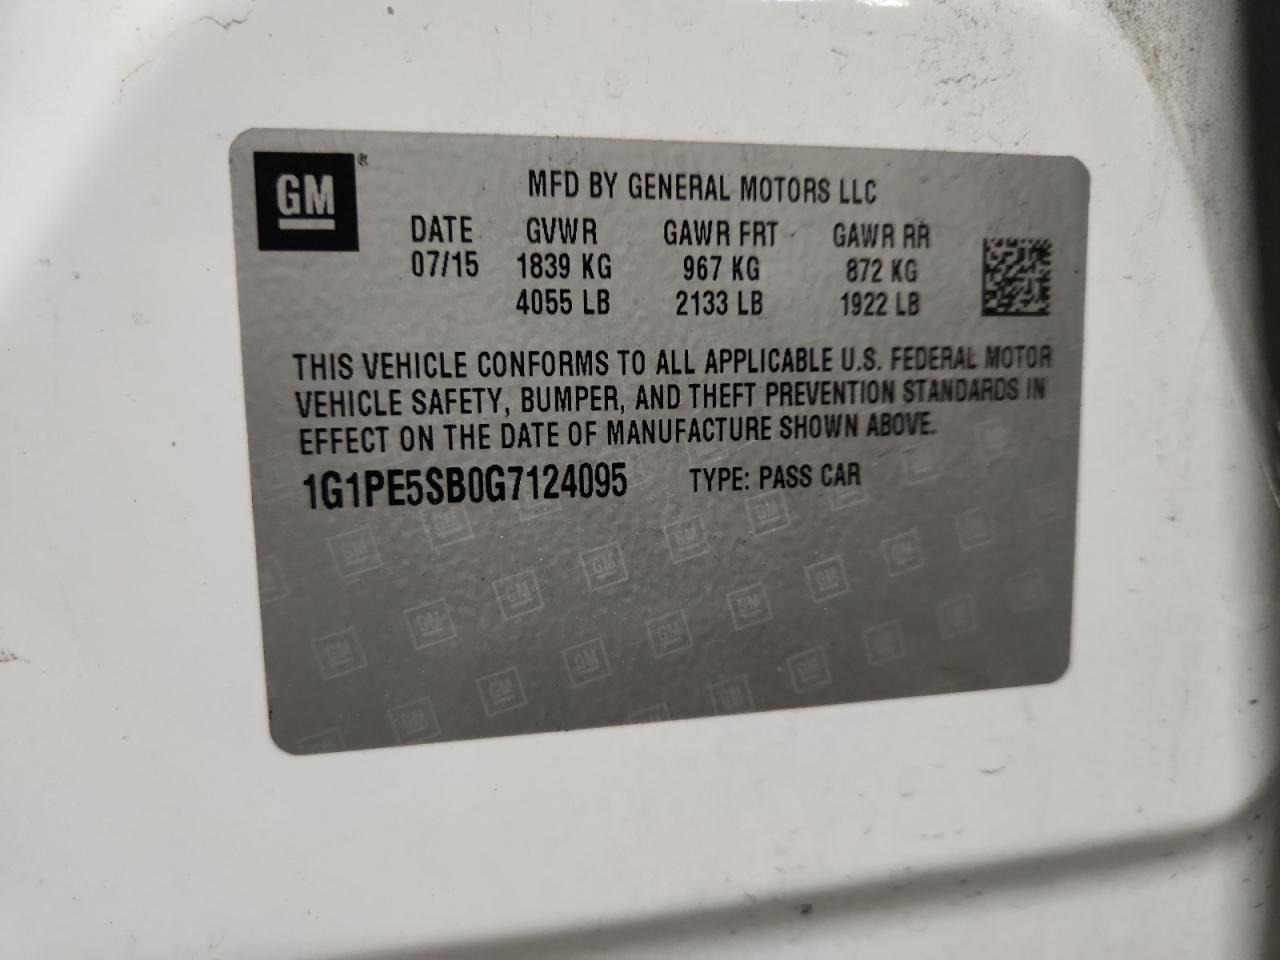 GM®
MFD BY GENERAL MOTORS LLC
DATE GVWR GAWR FRT GAWR RR
07/15 1839 KG 967 KG 872 KG
4055 LB 2133 LB 1922 LB
THIS VEHICLE CONFORMS TO ALL APPLICABLE U.S. FEDERAL MOTOR
VEHICLE SAFETY, BUMPER, AND THEFT PREVENTION STANDARDS IN
EFFECT ON THE DATE OF MANUFACTURE SHOWN ABOVE.
1G1PE5SB0G7124095 TYPE: PASS CAR